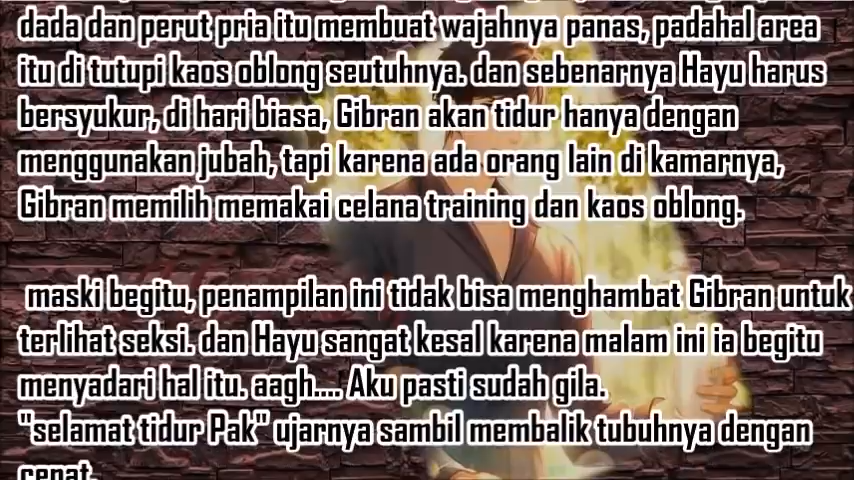 dada dan perut pria itu membuat wajahnya panas, padahal area
itu di tutupi kaos oblong seutuhnya. dan sebenarnya Hayu harus
bersyukur, di hari biasa, Gibran akan tidur hanya dengan
menggunakan jubah, tapi karena ada orang lain di kamarnya,
Gibran memilih memakai celana training dan kaos oblong.
maski begitu, penampilan ini tidak bisa menghambat Gibran untuk
terlihat seksi. dan Hayu sangat kesal karena malam ini ia begitu
menyadari hal itu. aagh.... Aku pasti sudah gila.
"selamat tidur Pak" ujarnya sambil membalik tubuhnya dengan
cepat.